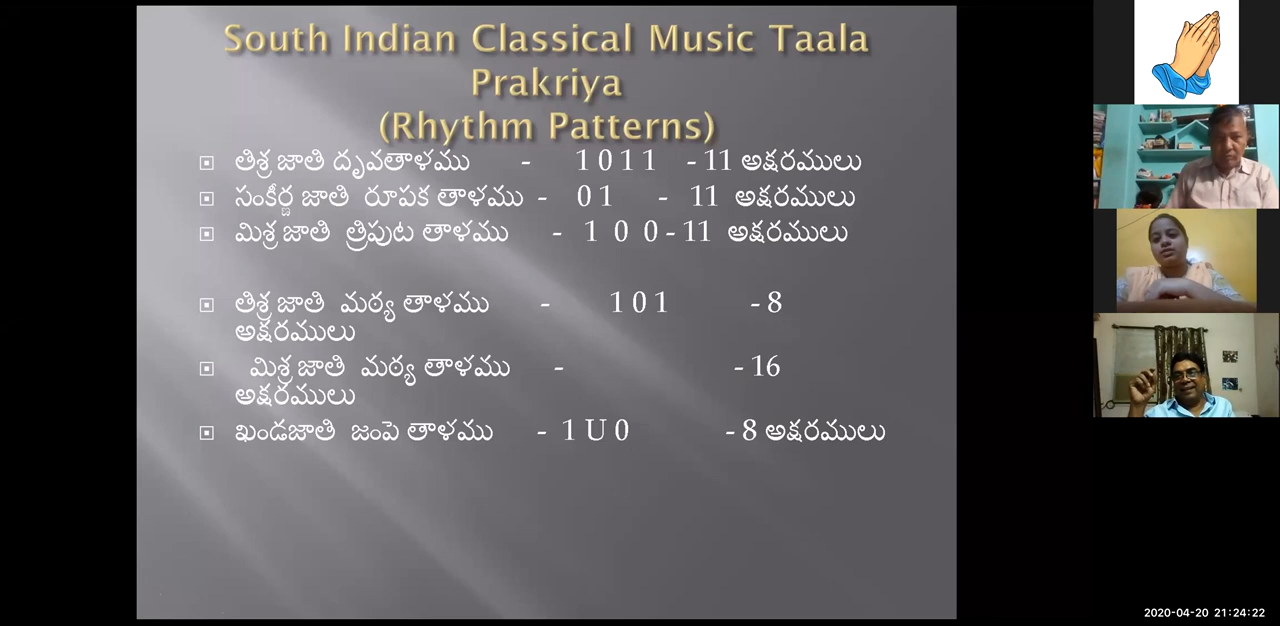 South Indian Classical Music Taala
Prakriya
(Rhythm Patterns)
తిశ్ర జాతి దృవతాళము - 1 0 1 1 - 11 అక్షరములు
సంకీర్ణ జాతి రూపక తాళము - 0 1 - 11 అక్షరములు
మిశ్ర జాతి త్రిపుట తాళము - 1 0 0 - 11 అక్షరములు
తిశ్ర జాతి మఠ్య తాళము - 1 0 1 - 8
అక్షరములు
మిశ్ర జాతి మఠ్య తాళము - - 16
అక్షరములు
ఖండజాతి జంపె తాళము - 1 U 0 - 8 అక్షరములు
2020-04-20 21:24:22